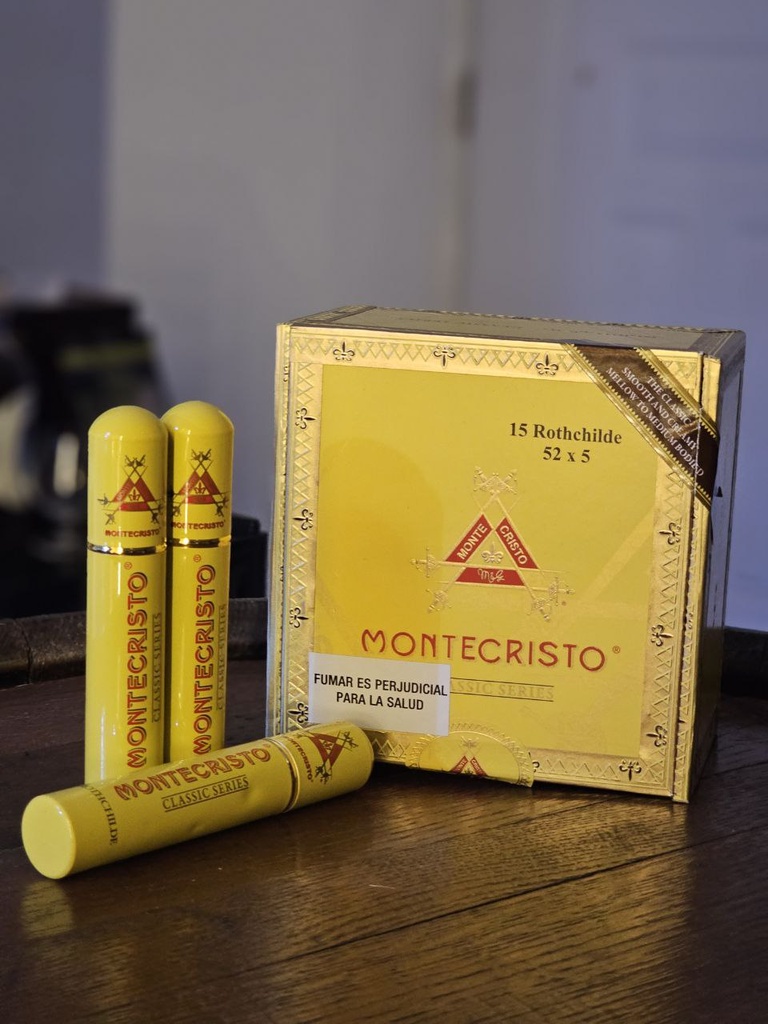 MONTECRISTO
MONTECRISTO
CLASSIC SERIES
MONTECRISTO
MONTECRISTO
CLASSIC SERIES
ROTHCHILDE
MONTECRISTO
CLASSIC SERIES
MONTECRISTO
THE CLASSIC
SMOOTH AND CREAMY
MELLOW TO MEDIUM BODIED
15 Rothchilde
52 x 5
MONTE CRISTO
MONTECRISTO®
CLASSIC SERIES
FUMAR ES PERJUDICIAL
PARA LA SALUD